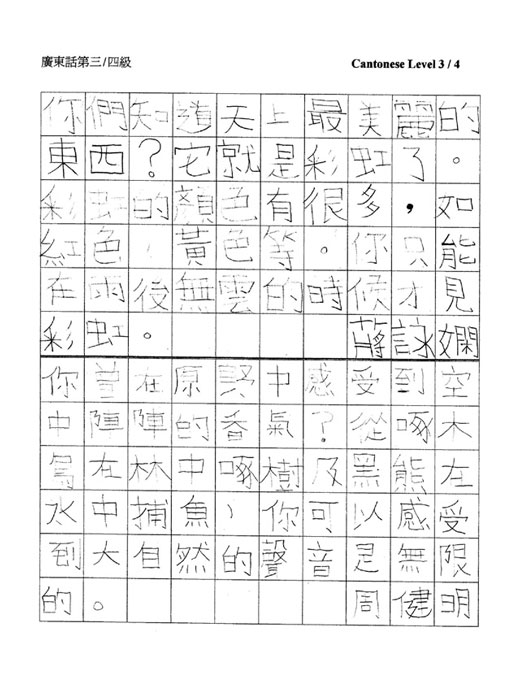 廣東話第三/四級 Cantonese Level 3 / 4
你們知道天上最美麗的
東西？它就是彩虹了。
彩虹的顏色有很多，如
紅色，黃色等。你只能
在雨後無雲的時候才見
彩虹。 蔣詠嫻
你曾在原野中感受到空
中陣陣的香氣？從啄木
鳥在林中啄樹及黑熊在
水中捕魚，你可以感受
到大自然的聲音是無限
的。 周健明